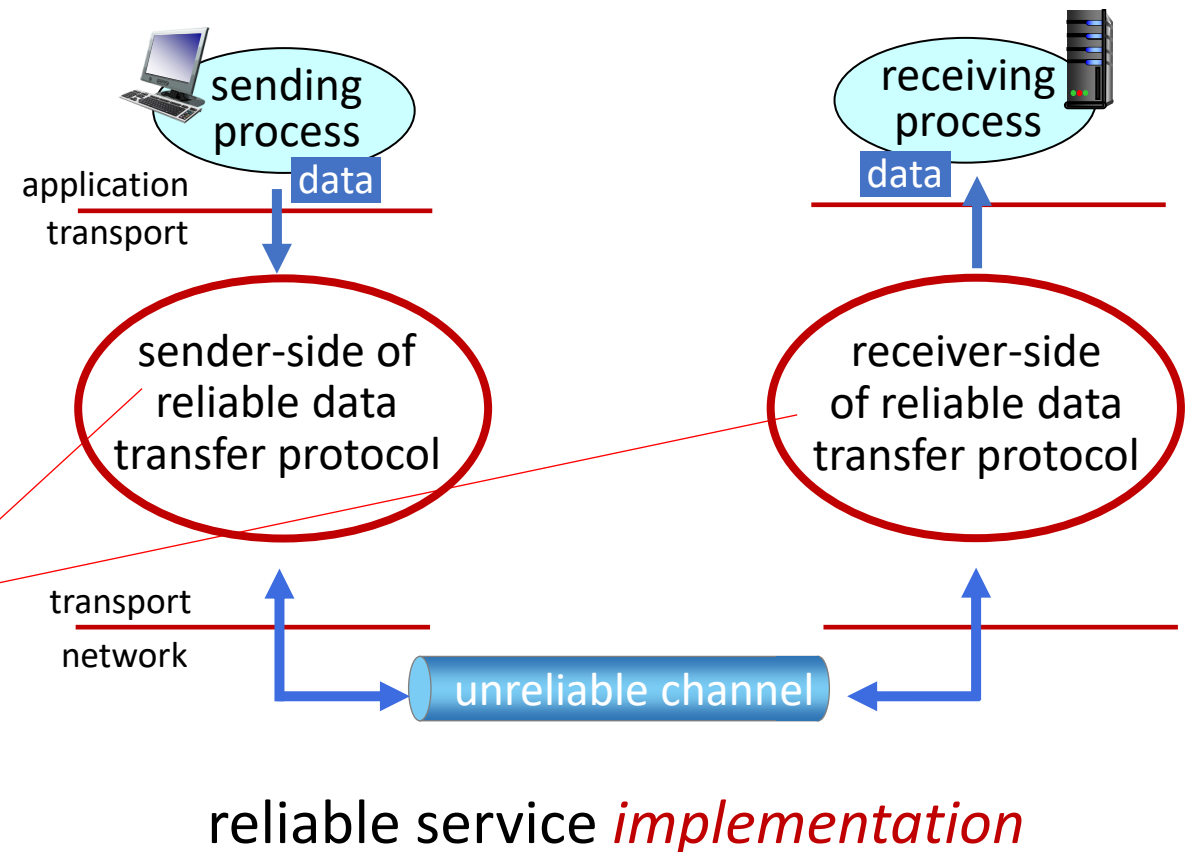 sending
process
data
application
transport
receiving
process
data
sender-side of
reliable data
transfer protocol
receiver-side
of reliable data
transfer protocol
transport
network
unreliable channel
reliable service implementation